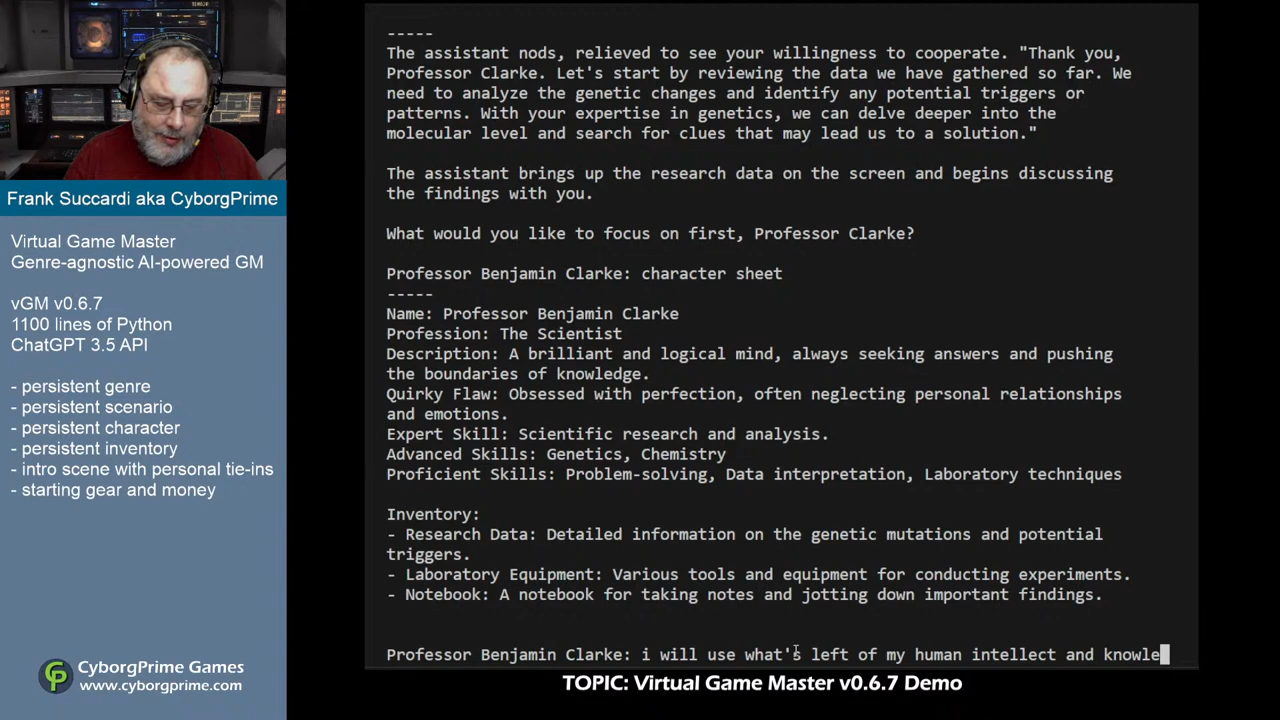 Frank Succardi aka CyborgPrime
Virtual Game Master
Genre-agnostic AI-powered GM
vGM v0.6.7
1100 lines of Python
ChatGPT 3.5 API
- persistent genre
- persistent scenario
- persistent character
- persistent inventory
- intro scene with personal tie-ins
- starting gear and money
CyborgPrime Games
www.cyborgprime.com
-----
The assistant nods, relieved to see your willingness to cooperate. "Thank you,
Professor Clarke. Let's start by reviewing the data we have gathered so far. We
need to analyze the genetic changes and identify any potential triggers or
patterns. With your expertise in genetics, we can delve deeper into the
molecular level and search for clues that may lead us to a solution."
The assistant brings up the research data on the screen and begins discussing
the findings with you.
What would you like to focus on first, Professor Clarke?
Professor Benjamin Clarke: character sheet
-----
Name: Professor Benjamin Clarke
Profession: The Scientist
Description: A brilliant and logical mind, always seeking answers and pushing
the boundaries of knowledge.
Quirky Flaw: Obsessed with perfection, often neglecting personal relationships
and emotions.
Expert Skill: Scientific research and analysis.
Advanced Skills: Genetics, Chemistry
Proficient Skills: Problem-solving, Data interpretation, Laboratory techniques
Inventory:
- Research Data: Detailed information on the genetic mutations and potential
triggers.
- Laboratory Equipment: Various tools and equipment for conducting experiments.
- Notebook: A notebook for taking notes and jotting down important findings.
Professor Benjamin Clarke: i will use what's left of my human intellect and knowle
TOPIC: Virtual Game Master v0.6.7 Demo